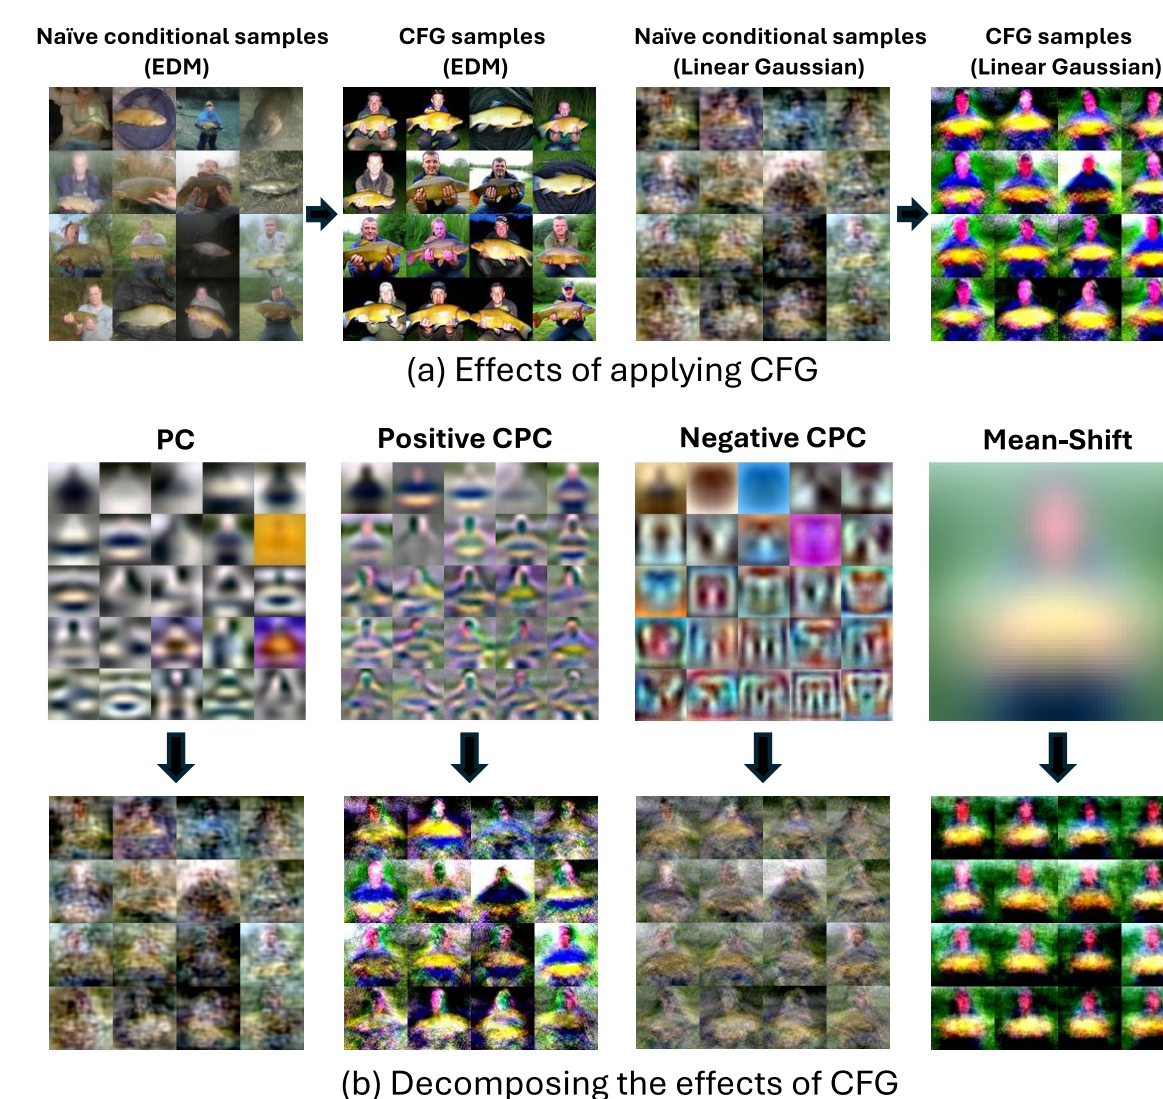 Naïve conditional samples
(EDM)
CFG samples
(EDM)
Naïve conditional samples
(Linear Gaussian)
CFG samples
(Linear Gaussian)
(a) Effects of applying CFG
PC
Positive CPC
Negative CPC
Mean-Shift
(b) Decomposing the effects of CFG